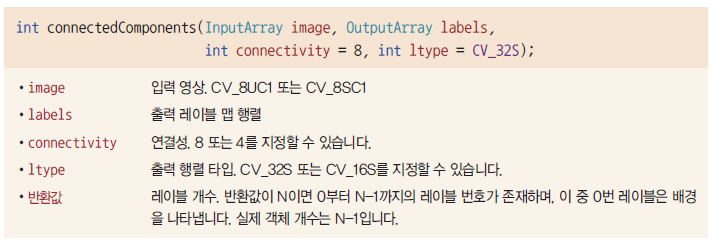 int connectedComponents(InputArray image, OutputArray labels,
int connectivity = 8, int ltype = CV_32S);
• image 입력 영상. CV_8UC1 또는 CV_8SC1
• labels 출력 레이블 맵 행렬
• connectivity 연결성. 8 또는 4를 지정할 수 있습니다.
• ltype 출력 행렬 타입. CV_32S 또는 CV_16S를 지정할 수 있습니다.
• 반환값 레이블 개수. 반환값이 N이면 0부터 N-1까지의 레이블 번호가 존재하며, 이 중 0번 레이블은 배경
을 나타냅니다. 실제 객체 개수는 N-1입니다.